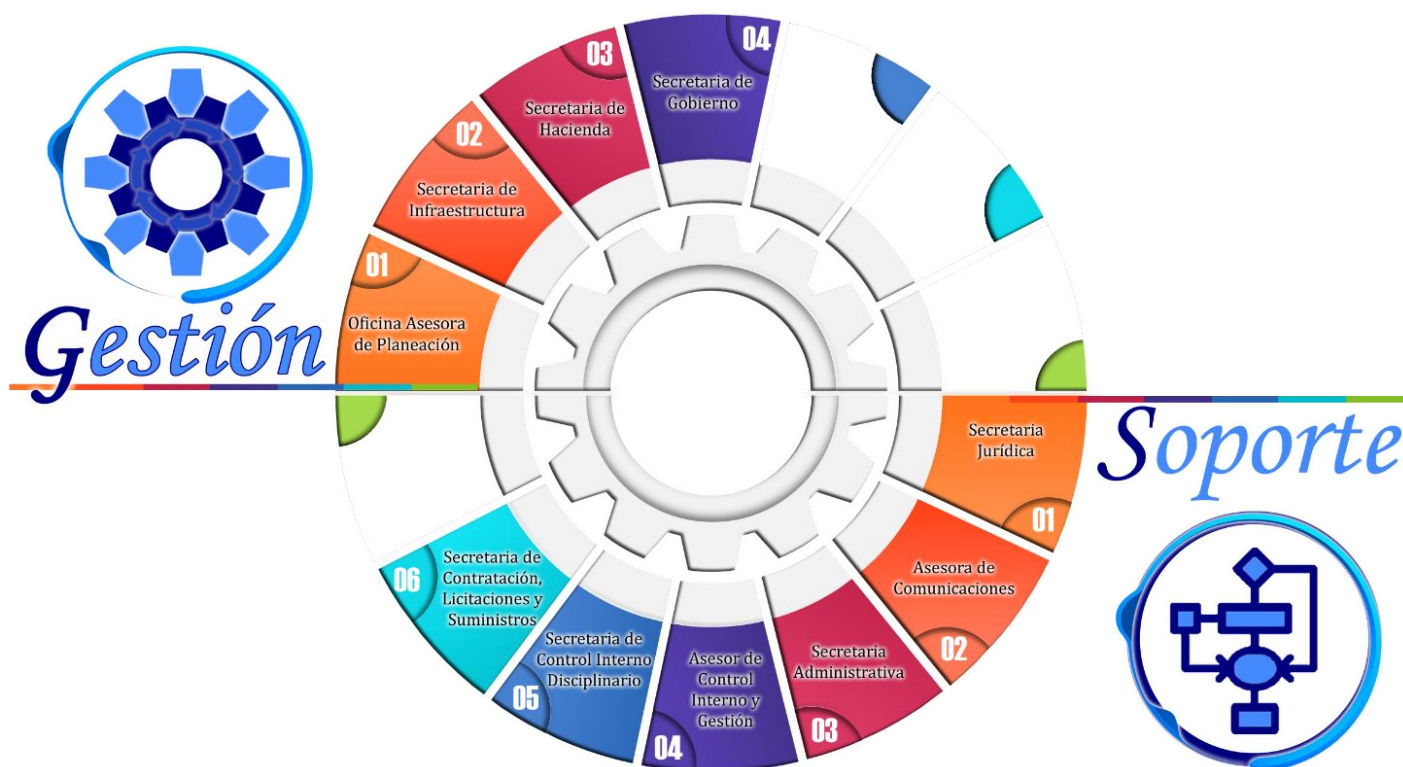 Gestión
01
Oficina Asesora
de Planeación
02
Secretaria de
Infraestructura
03
Secretaria de
Hacienda
04
Secretaria de
Gobierno
Soporte
Secretaria
Jurídica
01
Asesora de
Comunicaciones
02
Secretaria
Administrativa
03
Asesor de
Control
Interno y
Gestión
04
Secretaria de
Control Interno
Disciplinario
05
Secretaria de
Contratación,
Licitaciones y
Suministros
06